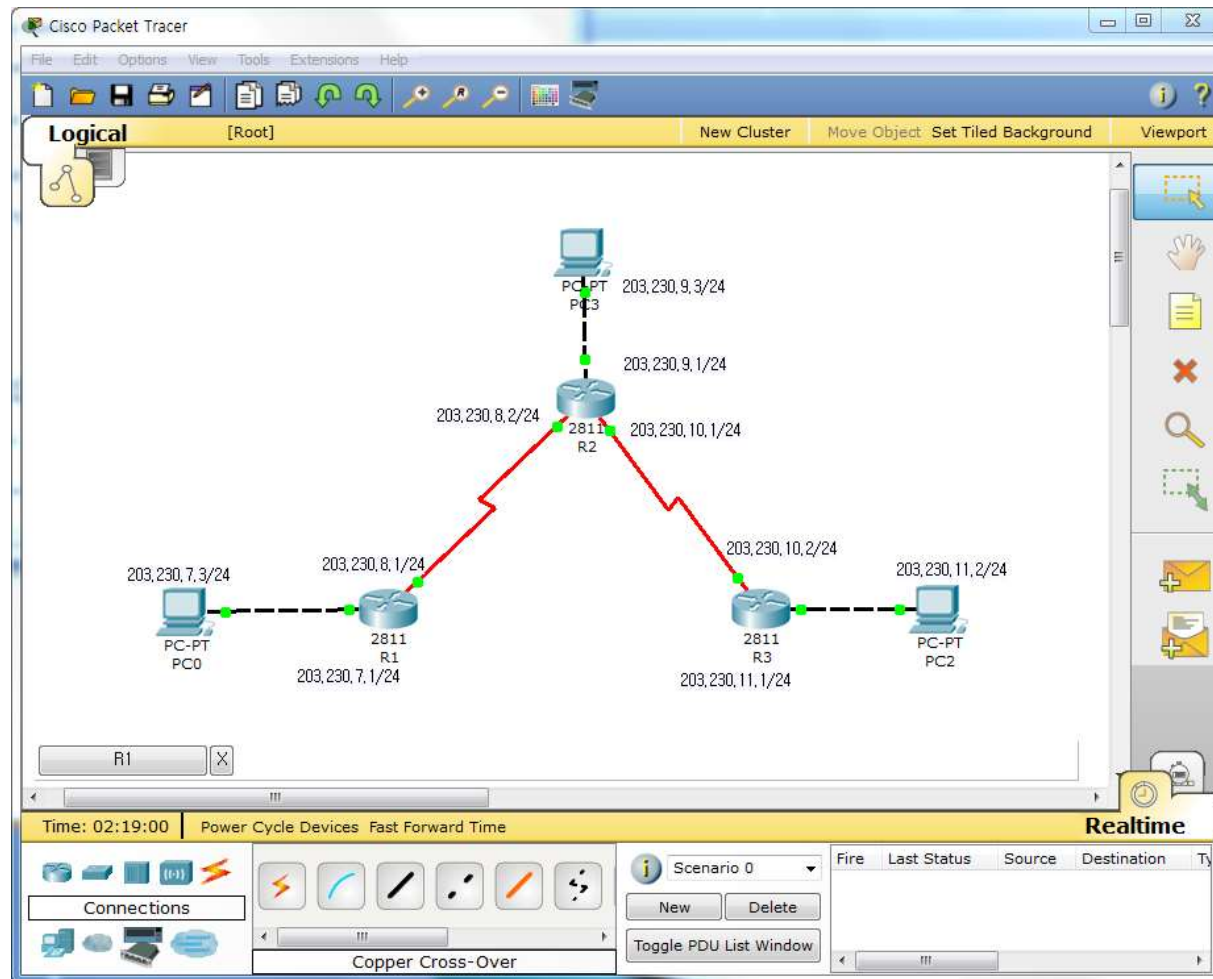 Cisco Packet Tracer
File Edit Options View Tools Extensions Help
Logical [Root] New Cluster Move Object Set Tiled Background Viewport
PC-PT
PC3
203,230,9,3/24
203,230,9,1/24
203,230,8,2/24
2811
R2
203,230,10,1/24
203,230,7,3/24
203,230,8,1/24
203,230,10,2/24
203,230,11,2/24
PC-PT
PC0
2811
R1
203,230,7,1/24
2811
R3
203,230,11,1/24
PC-PT
PC2
R1 X
Time: 02:19:00 Power Cycle Devices Fast Forward Time Realtime
Connections
Copper Cross-Over
Scenario 0
New Delete
Toggle PDU List Window
Fire Last Status Source Destination Ty